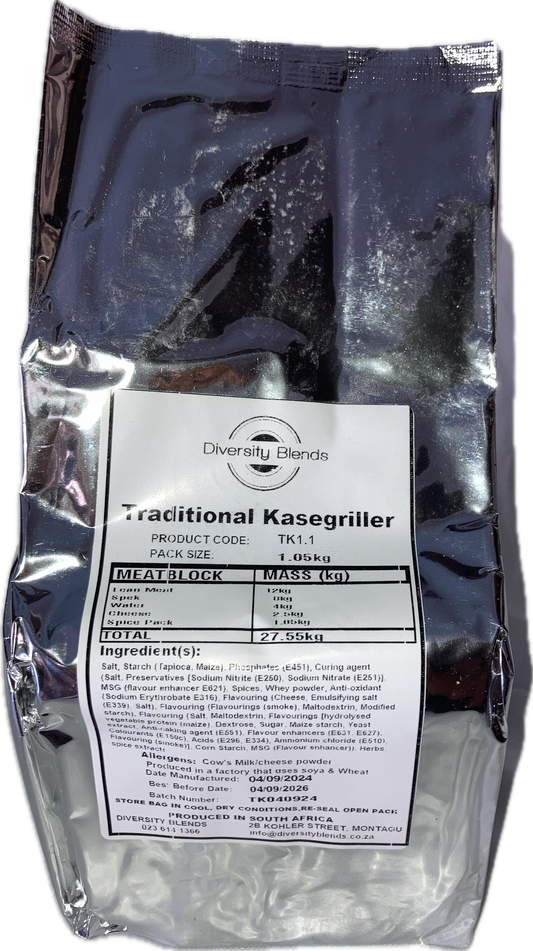 Diversity Blends
Traditional Kasegriller
PRODUCT CODE: TK1.1
PACK SIZE: 1.05kg
MEATBLOCK MASS (kg)
Lean Meat 12kg
Spek 8kg
Water 4kg
Cheese 2.5kg
Spice Pack 1.05kg
TOTAL 27.55kg
Ingredient(s):
Salt, Starch (Tapioca, Maize), Phosphates (E451), Curing agent
(Salt, Preservatives [Sodium Nitrite (E250), Sodium Nitrate (E251)],
MSG (flavour enhancer E621), Spices, Whey powder, Anti-oxidant
(Sodium Erythrobate E316), Flavouring (Cheese, Emulsifying salt
(E339), Salt), Flavouring (Flavourings (smoke), Maltodextrin, Modified
starch), Flavouring (Salt, Maltodextrin, Flavourings [hydrolysed
vegetable protein (maize), Dextrose, Sugar, Maize starch, Yeast
extract, Anti-caking agent (E551), Flavour enhancers (E631, E627),
Colourants (E150c), Acids (E296, E334), Ammonium chloride (E510),
Flavouring (smoke)], Corn Starch, MSG (Flavour enhancer)), Herbs
spice extract
Allergens: Cow's Milk/cheese powder
Produced in a factory that uses soya & Wheat
Date Manufactured: 04/09/2024
Best Before Date: 04/09/2026
Batch Number: TK040924
STORE BAG IN COOL, DRY CONDITIONS,RE-SEAL OPEN PACK
PRODUCED IN SOUTH AFRICA
DIVERSITY BLENDS 2B KOHLER STREET, MONTAGU
023 614 1366 info@diversityblends.co.za